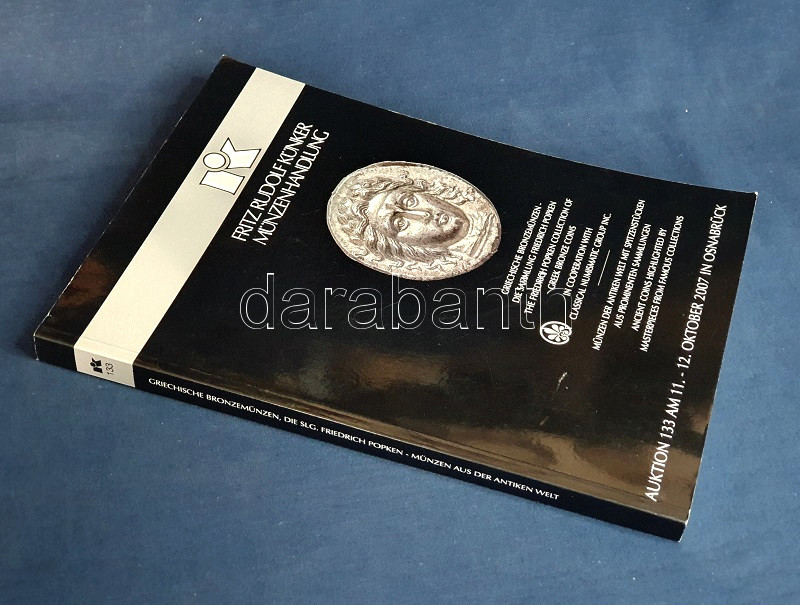 FRITZ RUDOLF KÜNKER
MÜNZENHANDLUNG
GRIECHISCHE BRONZEMÜNZEN -
DIE SAMMLUNG FRIEDRICH POPKEN
THE FRIEDRICH POPKEN COLLECTION OF
GREEK BRONZE COINS
IN COOPERATION WITH
CLASSICAL NUMISMATIC GROUP INC.
MÜNZEN DER ANTIKEN WELT MIT SPITZENSTÜCKEN
AUS PROMINENTEN SAMMLUNGEN
ANCIENT COINS HIGHLIGHTED BY
MASTERPIECES FROM FAMOUS COLLECTIONS
AUKTION 133 AM 11. - 12. OKTOBER 2007 IN OSNABRÜCK
133
GRIECHISCHE BRONZEMÜNZEN, DIE SLG. FRIEDRICH POPKEN - MÜNZEN AUS DER ANTIKEN WELT
darabanth